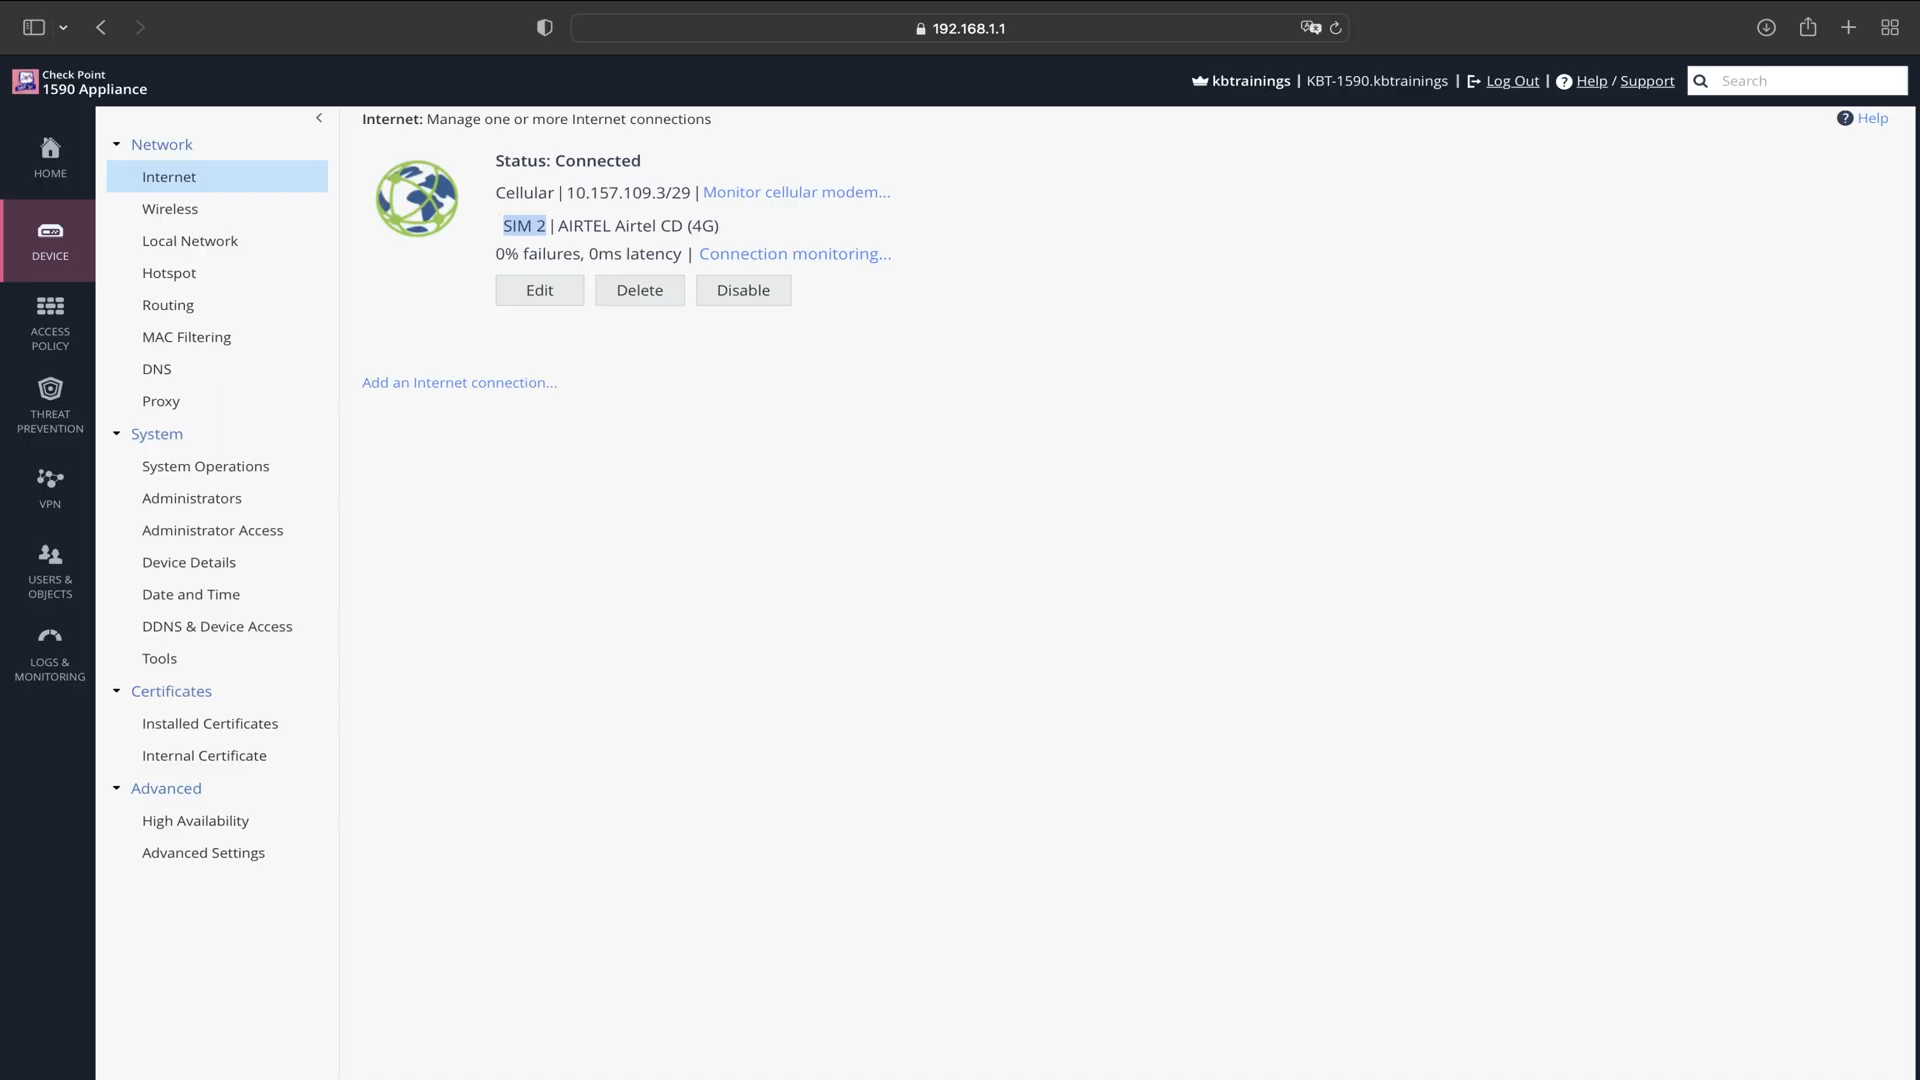 192.168.1.1
Check Point
1590 Appliance
kbtrainings | KBT-1590.kbtrainings | Log Out | ? Help / Support
Search
HOME
DEVICE
ACCESS
POLICY
THREAT
PREVENTION
VPN
USERS &
OBJECTS
LOGS &
MONITORING
Network
Internet
Wireless
Local Network
Hotspot
Routing
MAC Filtering
DNS
Proxy
System
System Operations
Administrators
Administrator Access
Device Details
Date and Time
DDNS & Device Access
Tools
Certificates
Installed Certificates
Internal Certificate
Advanced
High Availability
Advanced Settings
Internet: Manage one or more Internet connections
? Help
Status: Connected
Cellular | 10.157.109.3/29 | Monitor cellular modem...
SIM 2 | AIRTEL Airtel CD (4G)
0% failures, 0ms latency | Connection monitoring...
Edit
Delete
Disable
Add an Internet connection...